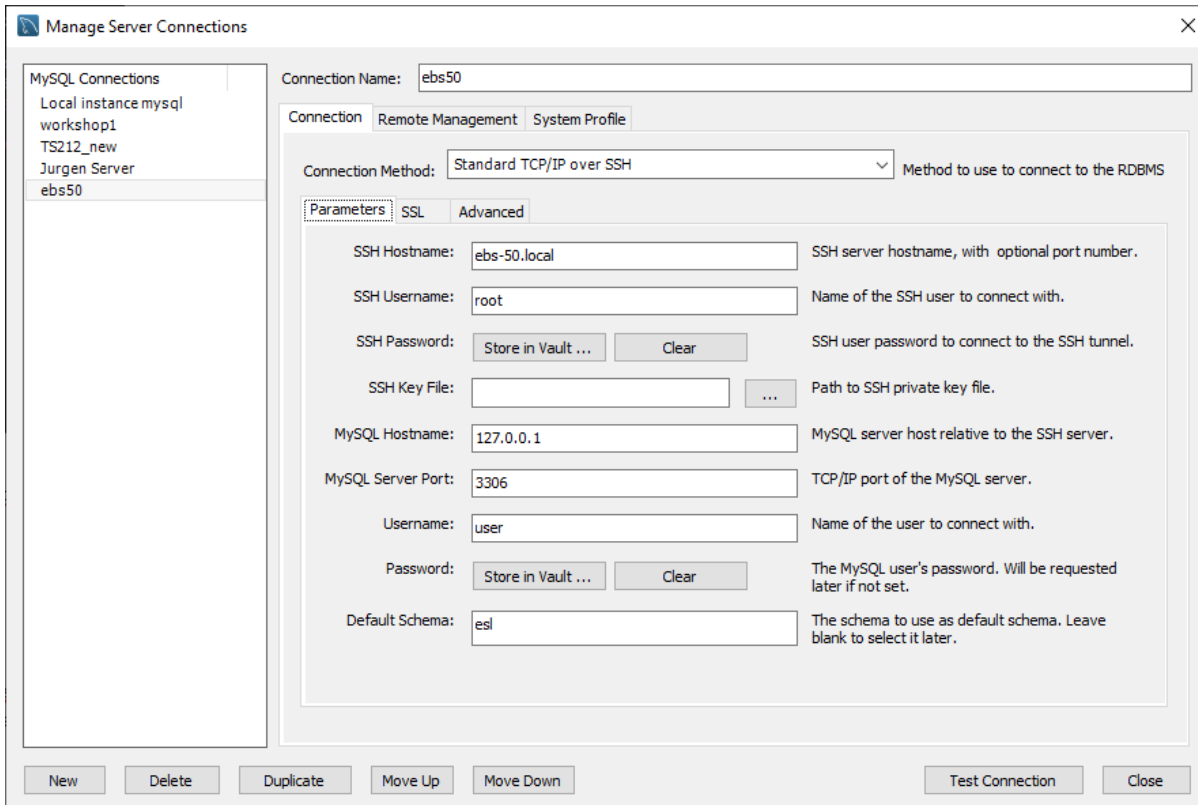 Manage Server Connections
MySQL Connections
Local instance mysql
workshop1
TS212_new
Jurgen Server
ebs50
Connection Name: ebs50
Connection Remote Management System Profile
Connection Method: Standard TCP/IP over SSH Method to use to connect to the RDBMS
Parameters SSL Advanced
SSH Hostname: ebs-50.local SSH server hostname, with optional port number.
SSH Username: root Name of the SSH user to connect with.
SSH Password: Store in Vault ... Clear SSH user password to connect to the SSH tunnel.
SSH Key File: ... Path to SSH private key file.
MySQL Hostname: 127.0.0.1 MySQL server host relative to the SSH server.
MySQL Server Port: 3306 TCP/IP port of the MySQL server.
Username: user Name of the user to connect with.
Password: Store in Vault ... Clear The MySQL user's password. Will be requested
later if not set.
Default Schema: esl The schema to use as default schema. Leave
blank to select it later.
New Delete Duplicate Move Up Move Down Test Connection Close